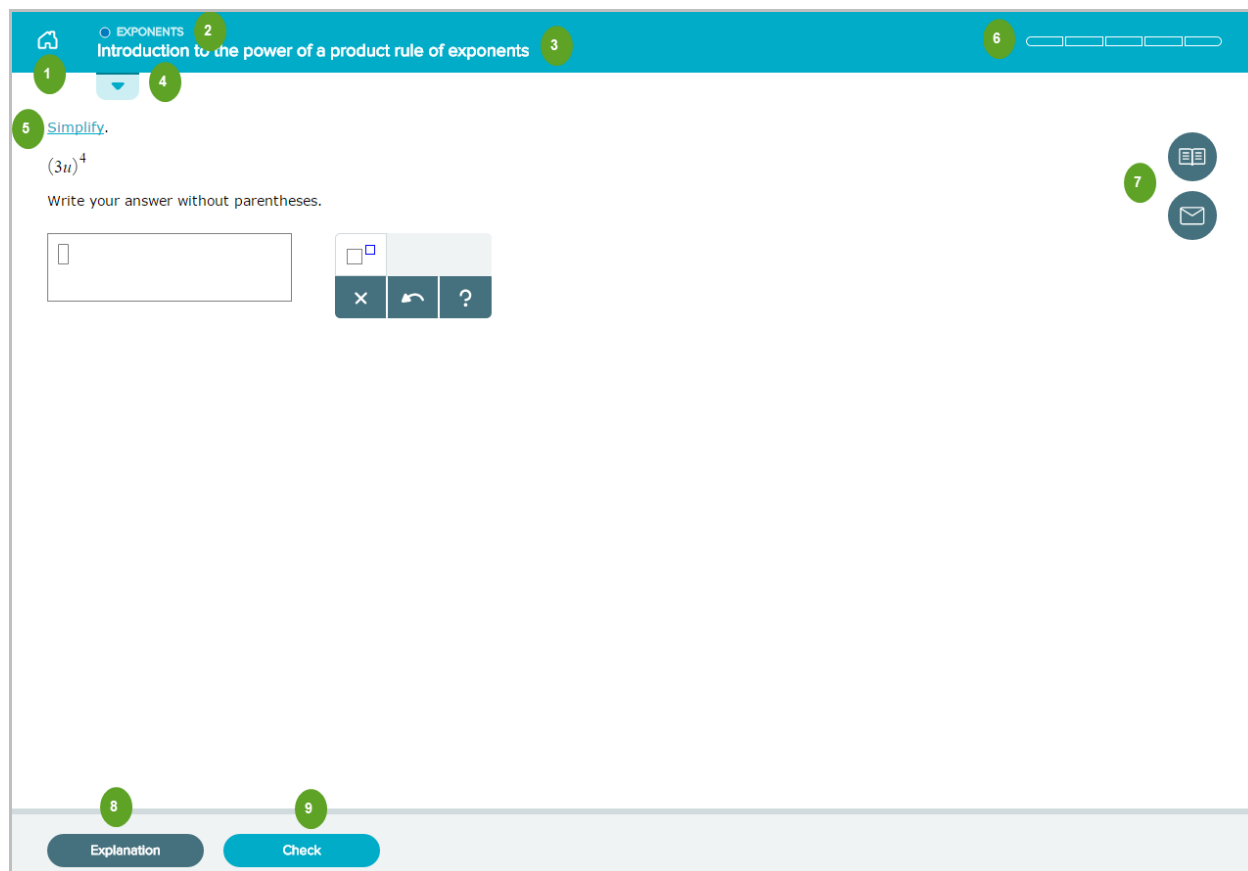 EXPONENTS 2
Introduction to the power of a product rule of exponents 3
6
1
4
5 Simplify.
(3u)⁴
7
Write your answer without parentheses.
× ?
8 9
Explanation Check